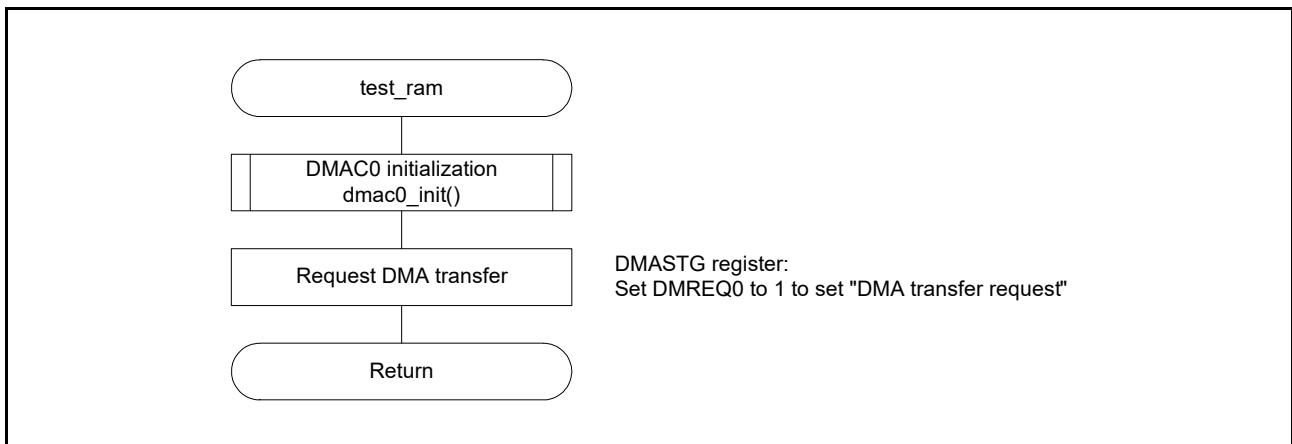 test_ram
DMAC0 initialization
dmac0_init()
Request DMA transfer
DMASTG register:
Set DMREQ0 to 1 to set "DMA transfer request"
Return